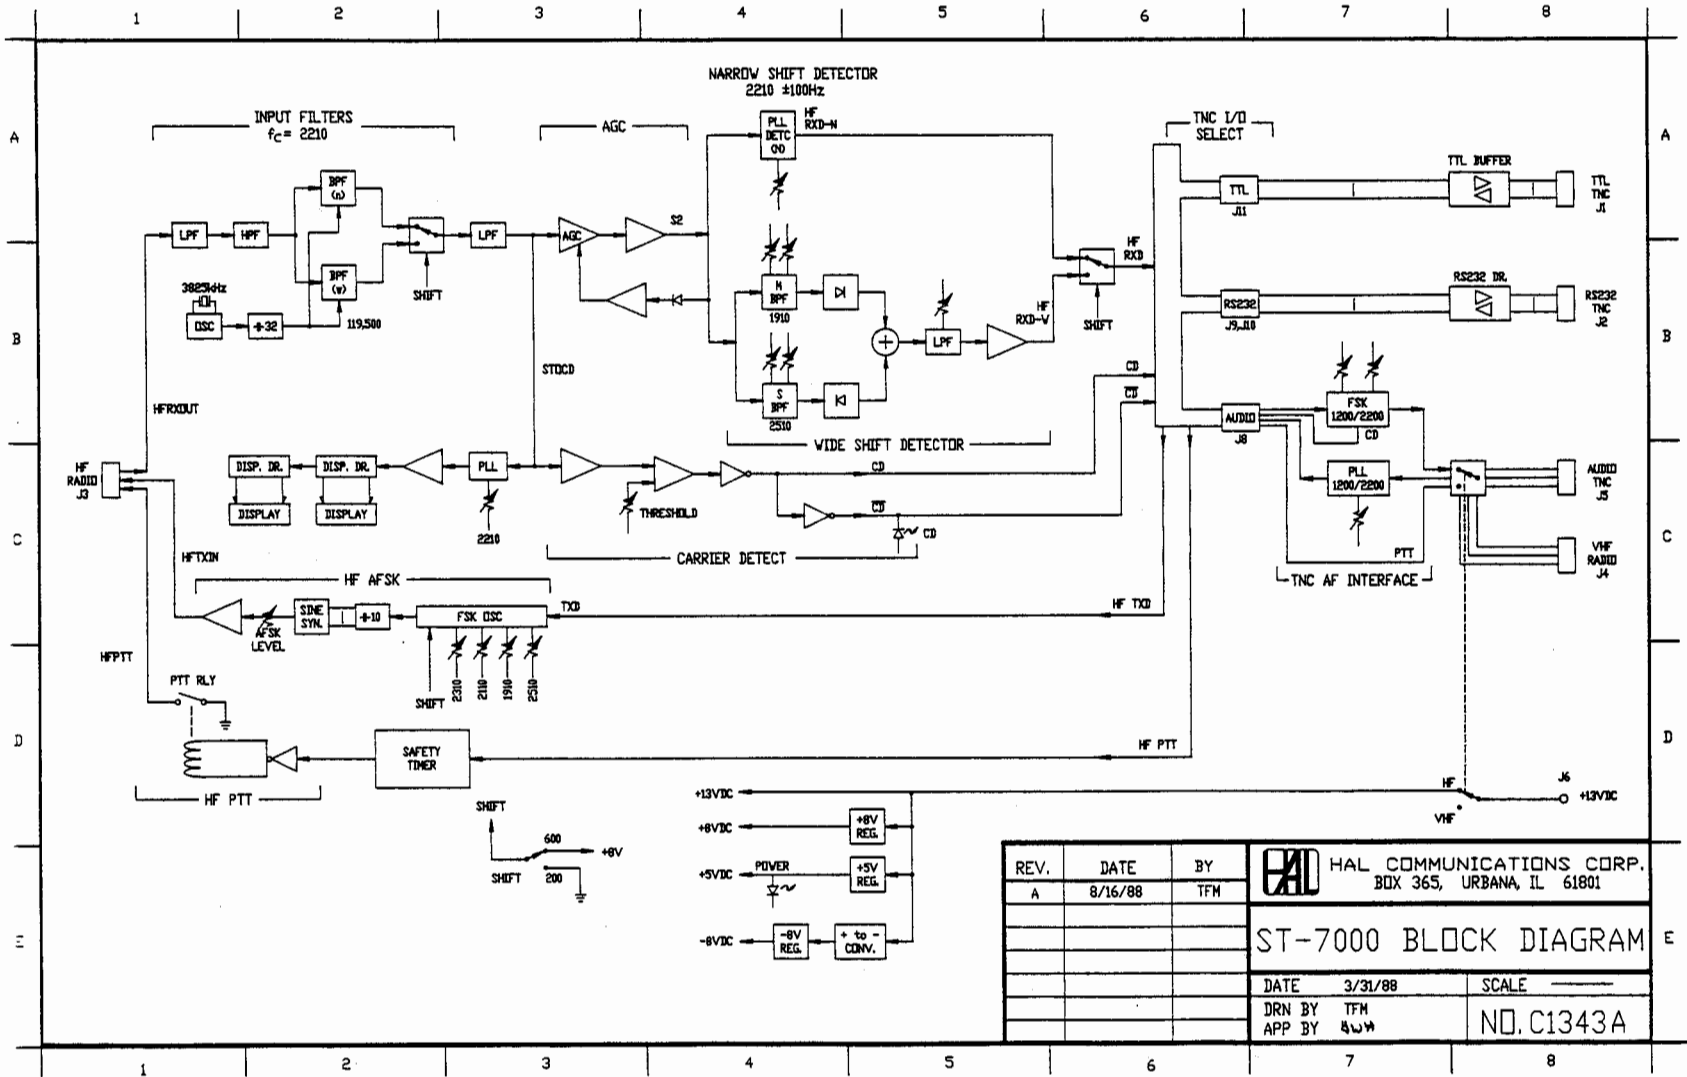 1 2 3 4 5 6 7 8
NARROW SHIFT DETECTOR
2210 ±100Hz
INPUT FILTERS
fC= 2210
AGC
PLL
DETC
(N)
HF
RXD-N
TNC I/O
SELECT
A
A
TTL BUFFER
BPF
(n)
TTL
J11
TTL
TNC
J1
LPF
HPF
LPF
AGC
S2
HF
RXD
BPF
(w)
SHIFT
3825kHz
OSC
÷32
119,500
M
BPF
1910
HF
RXD-W
SHIFT
RS232 DR.
RS232
J9,J10
RS232
TNC
J2
B
B
LPF
STOCD
CD
CD
S
BPF
2510
HFRXOUT
FSK
1200/2200
CD
AUDIO
J8
WIDE SHIFT DETECTOR
HF
RADIO
J3
DISP. DR.
DISP. DR.
PLL
CD
PLL
1200/2200
AUDIO
TNC
J5
DISPLAY
DISPLAY
2210
THRESHOLD
CD
CD
C
C
HFTXIN
CARRIER DETECT
PTT
VHF
RADIO
J4
HF AFSK
TNC AF INTERFACE
SINE
SYN.
÷10
FSK OSC
TXD
HF TXD
AFSK
LEVEL
HFPTT
PTT RLY
SHIFT
2310
2110
1910
2510
D
D
SAFETY
TIMER
HF PTT
HF PTT
HF
VHF
J6
+13VDC
+13VDC
SHIFT
+8VDC
+8V
REG.
600
+8V
SHIFT
200
POWER
+5VDC
+5V
REG.
-8VDC
-8V
REG.
+ to -
CONV.
E
E
REV. DATE BY
A 8/16/88 TFM
HAL
HAL COMMUNICATIONS CORP.
BOX 365, URBANA, IL 61801
ST-7000 BLOCK DIAGRAM
DATE 3/31/88
SCALE
DRN BY TFM
APP BY
NO. C1343A
1 2 3 4 5 6 7 8